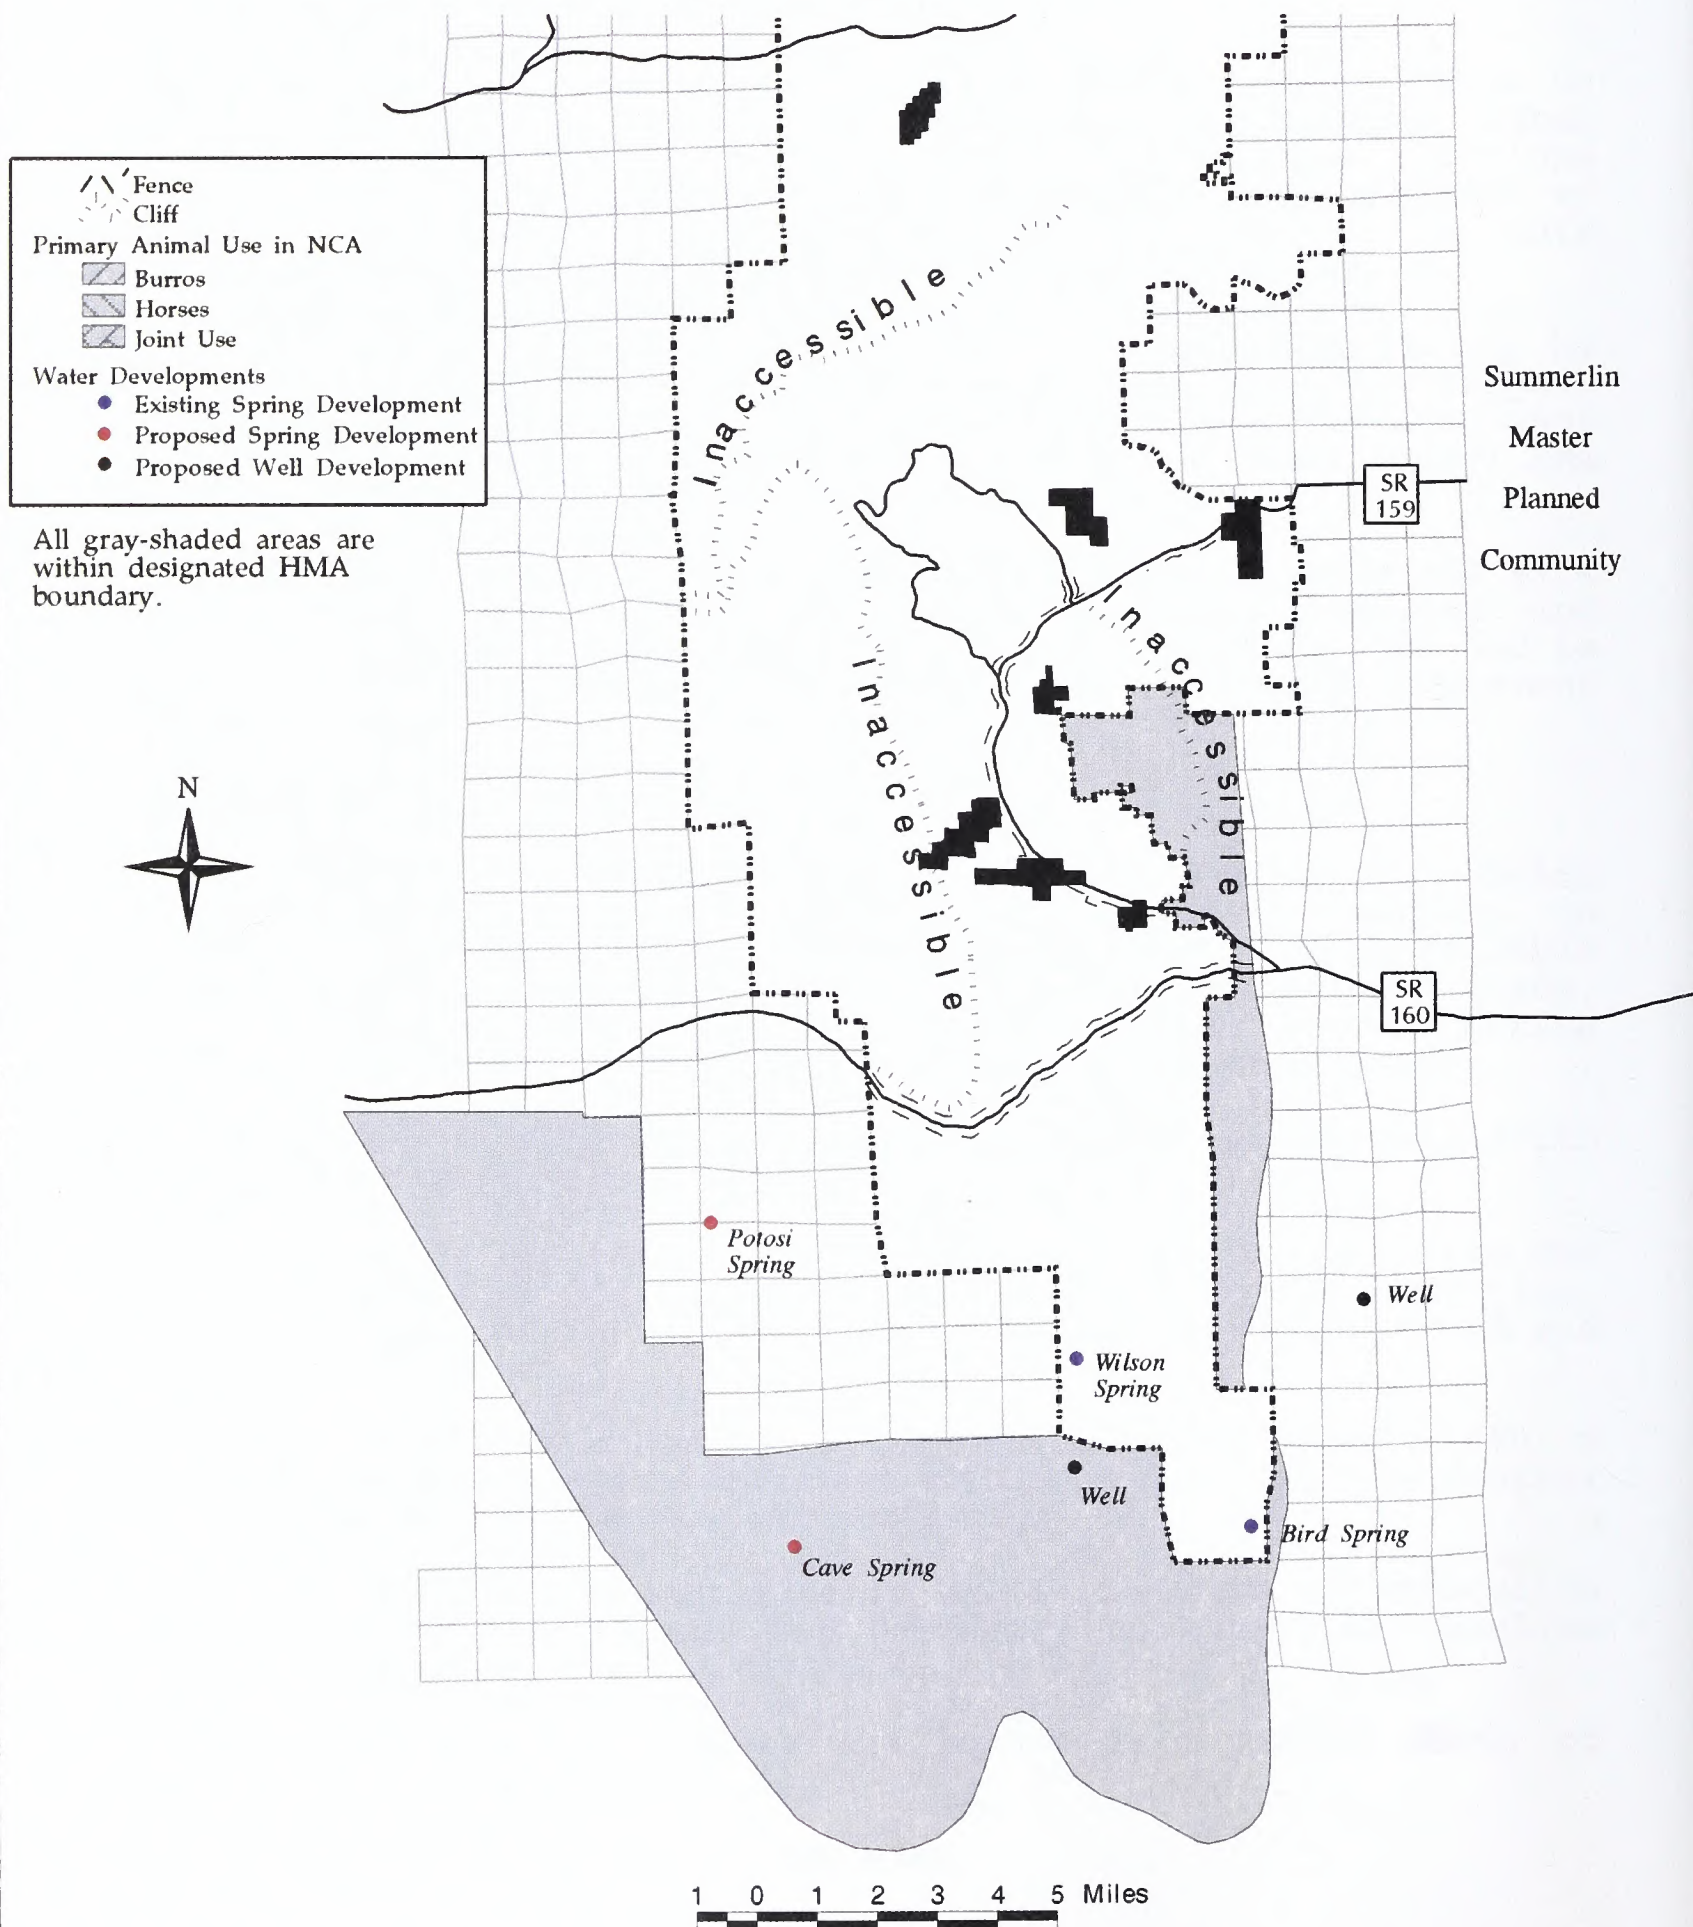 Fence
Cliff
Primary Animal Use in NCA
Burros
Horses
Joint Use
Water Developments
Existing Spring Development
Proposed Spring Development
Proposed Well Development
All gray-shaded areas are
within designated HMA
boundary.
Inaccessible
Summerlin
Master
Planned
Community
SR
159
Inaccessible
Inaccessible
N
SR
160
Potosi
Spring
Well
Wilson
Spring
Well
Bird Spring
Cave Spring
1 0 1 2 3 4 5 Miles